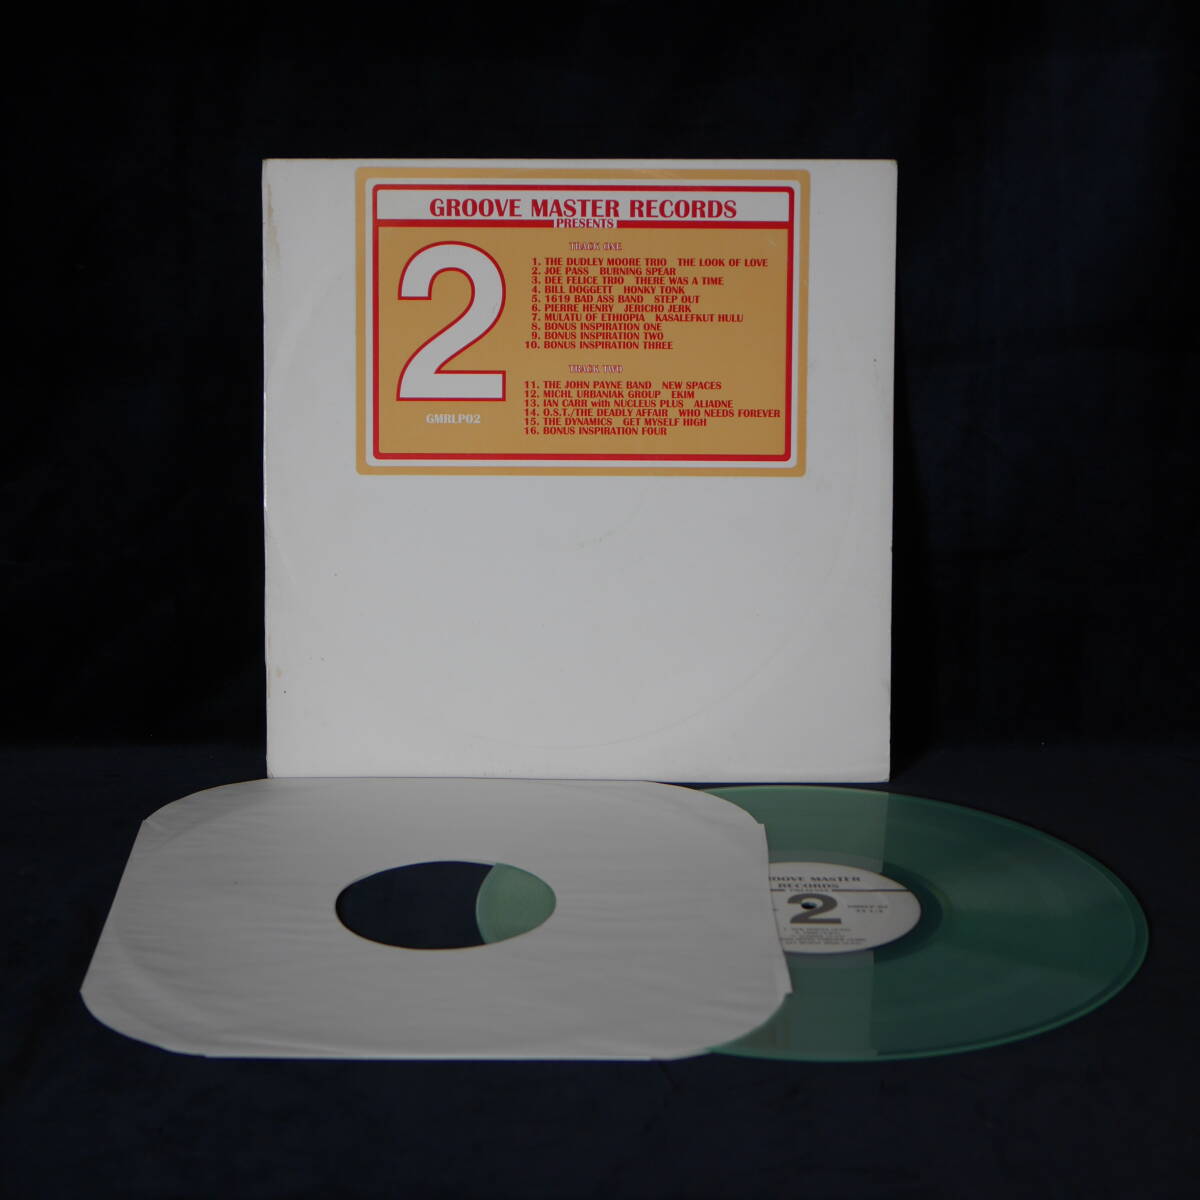 GROOVE MASTER RECORDS
PRESENTS
2
GMRLP02
TRACK ONE
1. THE DUDLEY MOORE TRIO THE LOOK OF LOVE
2. JOE PASS BURNING SPEAR
3. DEE FELICE TRIO THERE WAS A TIME
4. BILL DOGGETT HONKY TONK
5. 1619 BAD ASS BAND STEP OUT
6. PIERRE HENRY JERICHO JERK
7. MULATU OF ETHIOPIA KASALEFKUT HULU
8. BONUS INSPIRATION ONE
9. BONUS INSPIRATION TWO
10. BONUS INSPIRATION THREE
TRACK TWO
11. THE JOHN PAYNE BAND NEW SPACES
12. MICHL URBANIAK GROUP EKIM
13. IAN CARR with NUCLEUS PLUS ALIADNE
14. O.S.T./THE DEADLY AFFAIR WHO NEEDS FOREVER
15. THE DYNAMICS GET MYSELF HIGH
16. BONUS INSPIRATION FOUR
ROOVE MASTER
RECORDS
PRESENTS
2